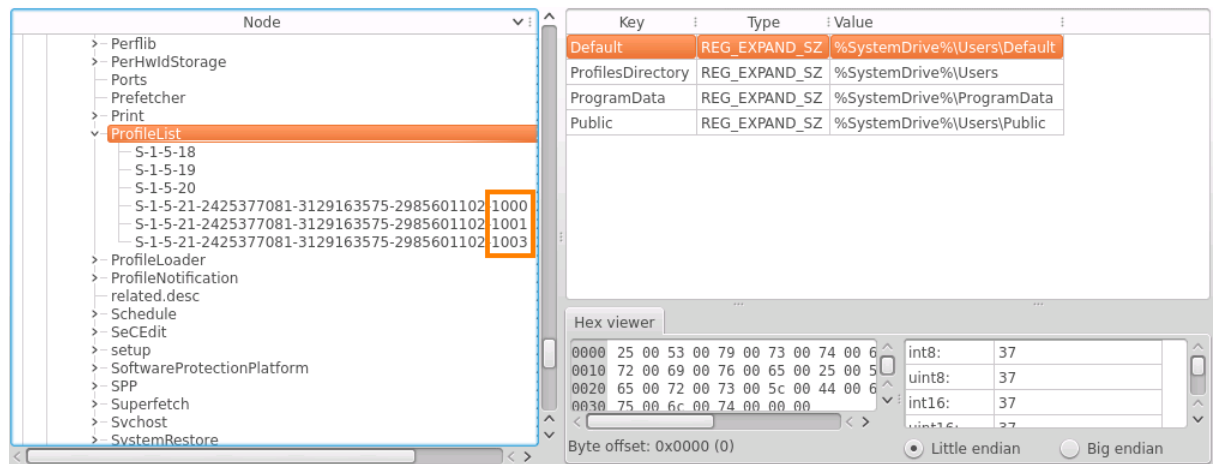 Node
Perflib
PerHwIdStorage
Ports
Prefetcher
Print
ProfileList
S-1-5-18
S-1-5-19
S-1-5-20
S-1-5-21-2425377081-3129163575-2985601102-1000
S-1-5-21-2425377081-3129163575-2985601102-1001
S-1-5-21-2425377081-3129163575-2985601102-1003
ProfileLoader
ProfileNotification
related.desc
Schedule
SeCEdit
setup
SoftwareProtectionPlatform
SPP
Superfetch
Svchost
SystemRestore
Key Type Value
Default REG_EXPAND_SZ %SystemDrive%\Users\Default
ProfilesDirectory REG_EXPAND_SZ %SystemDrive%\Users
ProgramData REG_EXPAND_SZ %SystemDrive%\ProgramData
Public REG_EXPAND_SZ %SystemDrive%\Users\Public
Hex viewer
0000 25 00 53 00 79 00 73 00 74 00 6
0010 72 00 69 00 76 00 65 00 25 00 5
0020 65 00 72 00 73 00 5c 00 44 00 6
0030 75 00 6c 00 74 00 00 00
Byte offset: 0x0000 (0)
int8: 37
uint8: 37
int16: 37
uint16: 37
Little endian Big endian